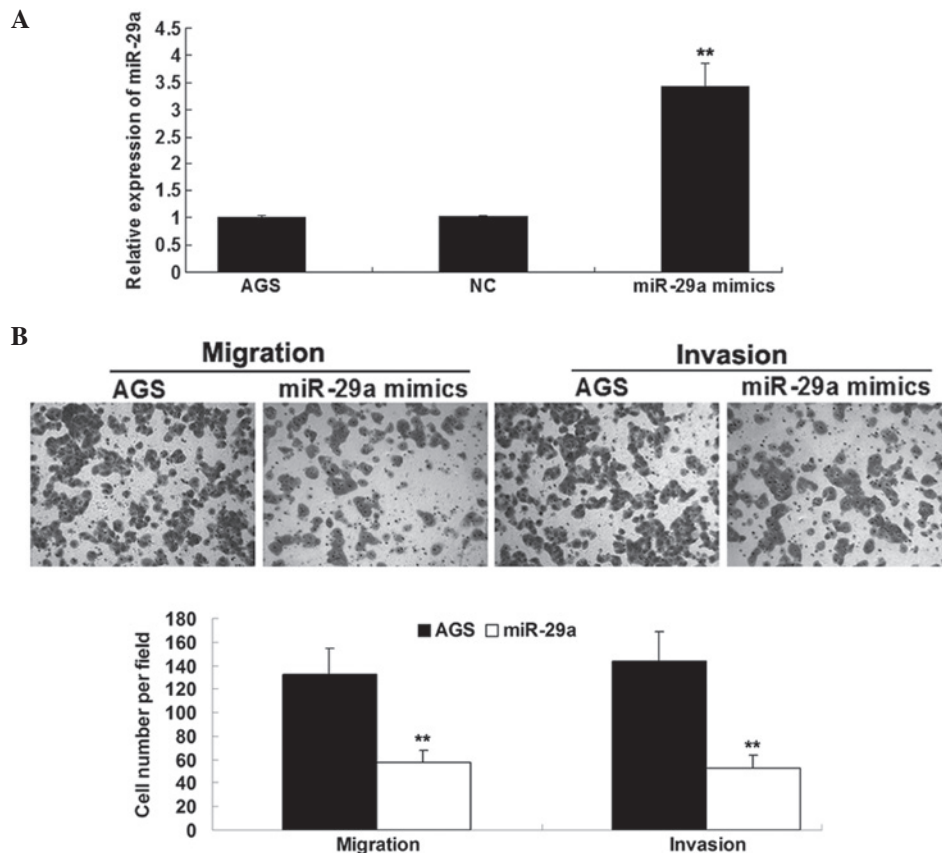 A
Relative expression of miR-29a
4.5
4
3.5
3
2.5
2
1.5
1
0.5
0
**
AGS
NC
miR-29a mimics
B
Migration
Invasion
AGS
miR-29a mimics
AGS
miR-29a mimics
Cell number per field
180
160
140
120
100
80
60
40
20
0
AGS
miR-29a
**
**
Migration
Invasion